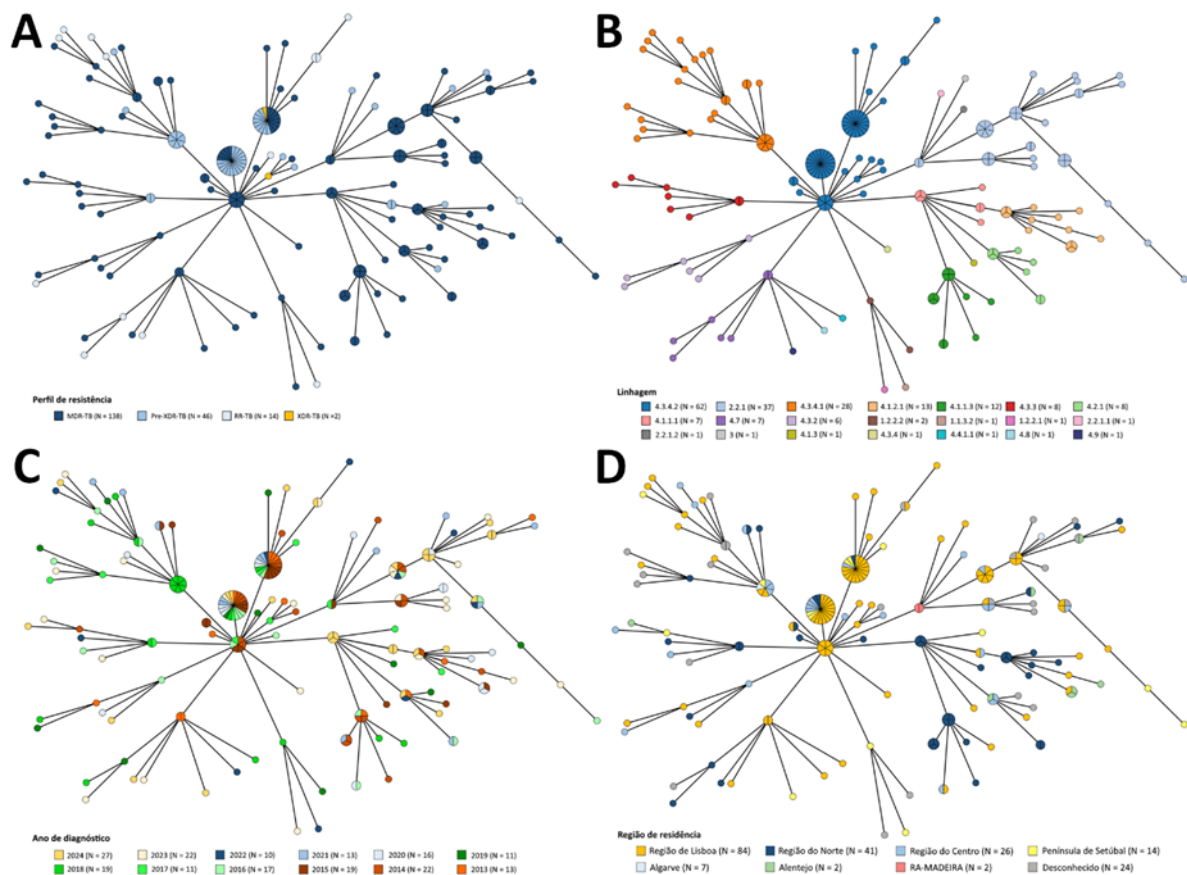 A
B
Perfil de resistência
MDR-TB (N = 138) Pre-XDR-TB (N = 46) RR-TB (N = 14) XDR-TB (N =2)
Linhagem
4.3.4.2 (N = 62) 2.2.1 (N = 37) 4.3.4.1 (N = 28) 4.1.2.1 (N = 13) 4.1.1.3 (N = 12) 4.3.3 (N = 8) 4.2.1 (N = 8)
4.1.1.1 (N = 7) 4.7 (N = 7) 4.3.2 (N = 6) 1.2.2.2 (N = 2) 1.1.3.2 (N = 1) 1.2.2.1 (N = 1) 2.2.1.1 (N = 1)
2.2.1.2 (N = 1) 3 (N = 1) 4.1.3 (N = 1) 4.3.4 (N = 1) 4.4.1.1 (N = 1) 4.8 (N = 1) 4.9 (N = 1)
C
D
Ano de diagnóstico
2024 (N = 27) 2023 (N = 22) 2022 (N = 10) 2021 (N = 13) 2020 (N = 16) 2019 (N = 11)
2018 (N = 19) 2017 (N = 11) 2016 (N = 17) 2015 (N = 19) 2014 (N = 22) 2013 (N = 13)
Região de residência
Região de Lisboa (N = 84) Região do Norte (N = 41) Região do Centro (N = 26) Península de Setúbal (N = 14)
Algarve (N = 7) Alentejo (N = 2) RA-MADEIRA (N = 2) Desconhecido (N = 24)